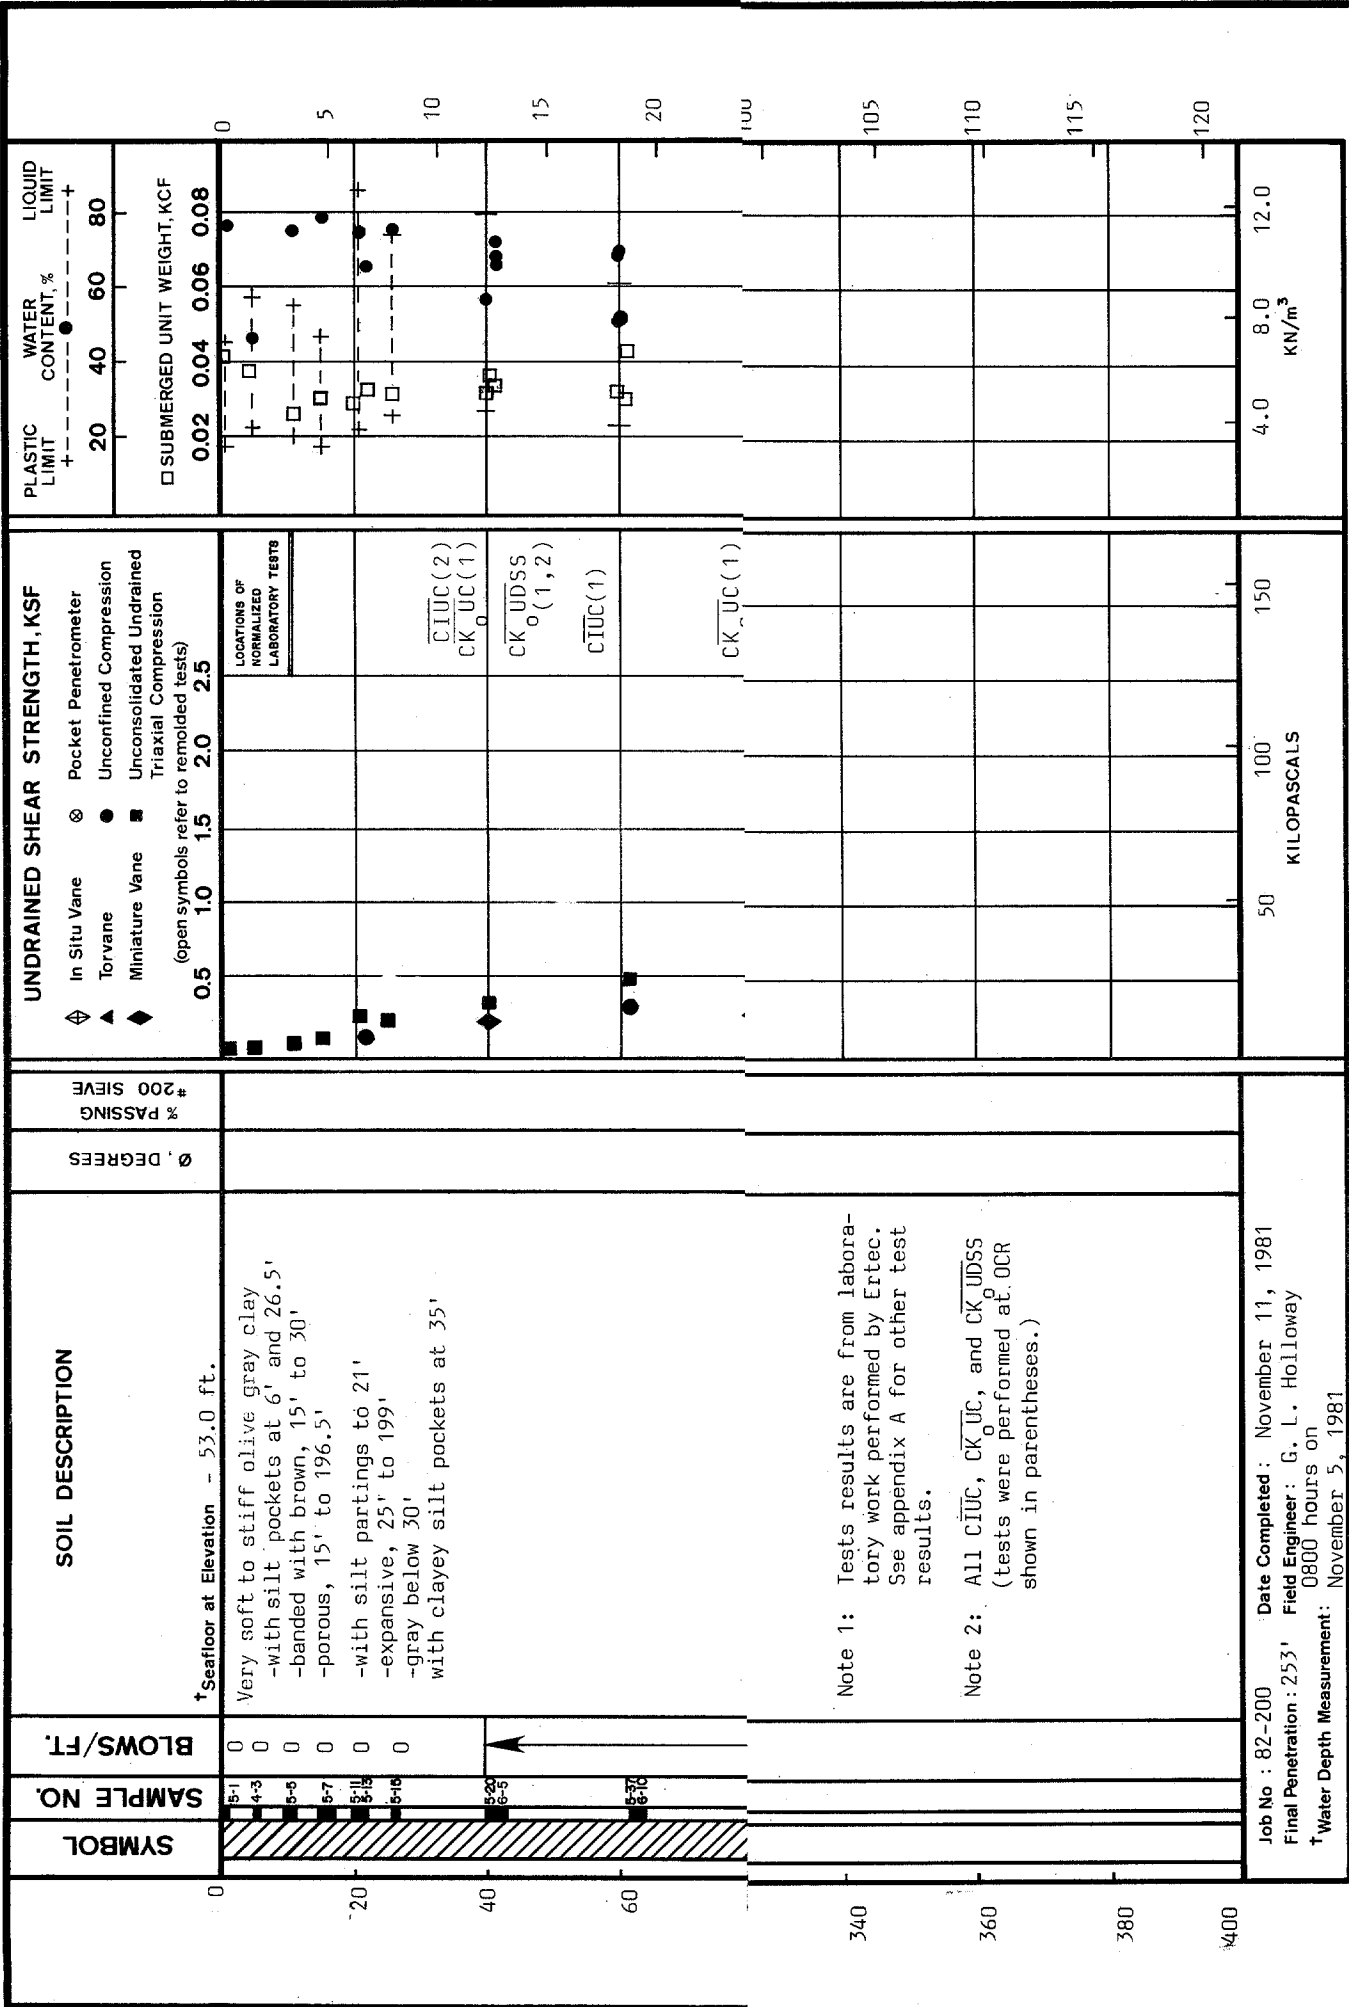 SYMBOL
SAMPLE NO.
BLOWS/FT.
SOIL DESCRIPTION
Ø, DEGREES
% PASSING
#200 SIEVE
UNDRAINED SHEAR STRENGTH, KSF
In Situ Vane
Pocket Penetrometer
Torvane
Unconfined Compression
Miniature Vane
Unconsolidated Undrained
Triaxial Compression
(open symbols refer to remolded tests)
0.5 1.0 1.5 2.0 2.5
PLASTIC LIMIT
WATER CONTENT, %
LIQUID LIMIT
20 40 60 80
SUBMERGED UNIT WEIGHT, KCF
0.02 0.04 0.06 0.08
†Seafloor at Elevation - 53.0 ft.
Very soft to stiff olive gray clay
-with silt pockets at 6' and 26.5'
-banded with brown, 15' to 30'
-porous, 15' to 196.5'
-with silt partings to 21'
-expansive, 25' to 199'
-gray below 30'
with clayey silt pockets at 35'
0
20
40
60
340
360
380
400
5-1
4-3
5-5
5-7
5-11
5-13
5-15
5-20
6-5
5-37
6-10
0
0
0
0
0
0
LOCATIONS OF
NORMALIZED
LABORATORY TESTS
CIUC(2)
CKoUC(1)
CKoUDSS
(1,2)
CIUC(1)
CKoUC(1)
0
5
10
15
20
100
105
110
115
120
Note 1: Tests results are from labora-
tory work performed by Ertec.
See appendix A for other test
results.
Note 2: All CIUC, CKoUC, and CKoUDSS
(tests were performed at OCR
shown in parentheses.)
50 100 150
KILOPASCALS
4.0 8.0 12.0
KN/m³
Job No : 82-200 Date Completed : November 11, 1981
Final Penetration : 253' Field Engineer : G. L. Holloway
†Water Depth Measurement: 0800 hours on
November 5, 1981